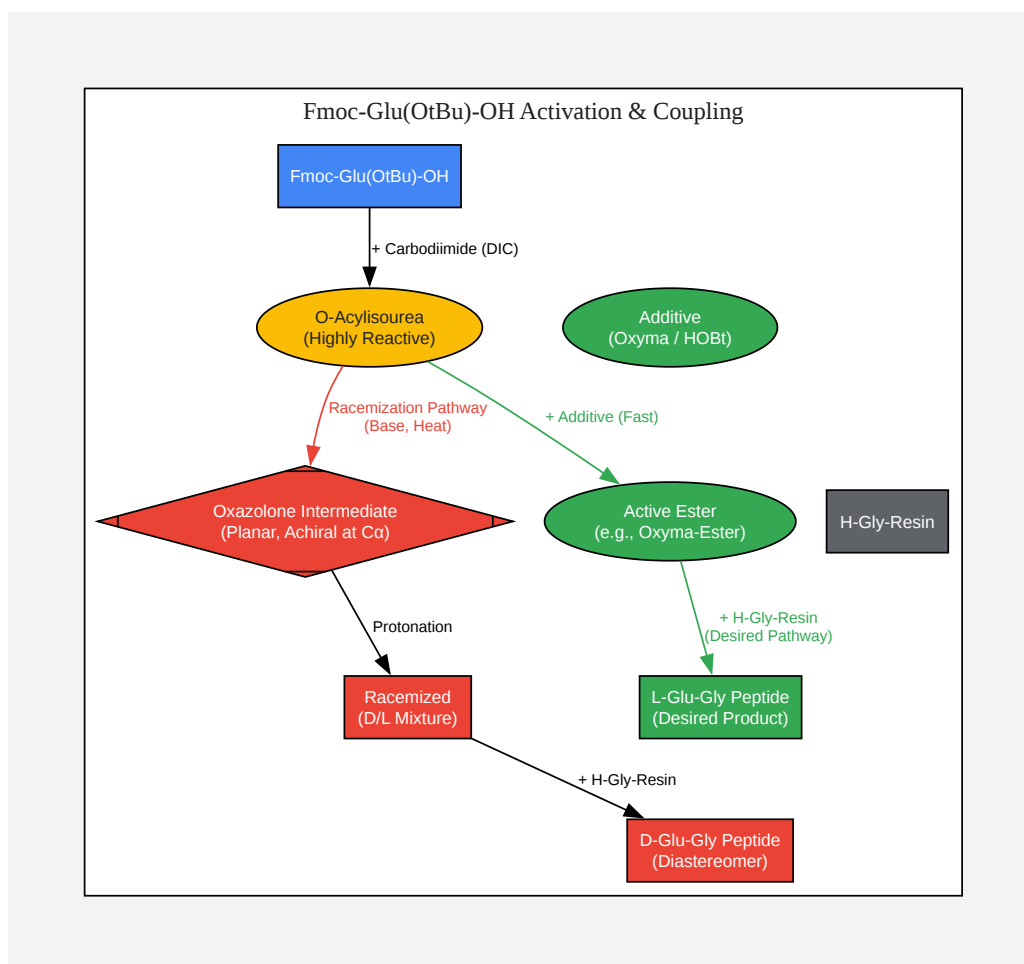 Fmoc-Glu(OtBu)-OH Activation & Coupling
Fmoc-Glu(OtBu)-OH
+ Carbodiimide (DIC)
O-Acylisourea
(Highly Reactive)
Additive
(Oxyma / HOBt)
Racemization Pathway
(Base, Heat)
+ Additive (Fast)
Oxazolone Intermediate
(Planar, Achiral at Cα)
Active Ester
(e.g., Oxyma-Ester)
H-Gly-Resin
Protonation
+ H-Gly-Resin
(Desired Pathway)
Racemized
(D/L Mixture)
L-Glu-Gly Peptide
(Desired Product)
+ H-Gly-Resin
D-Glu-Gly Peptide
(Diastereomer)